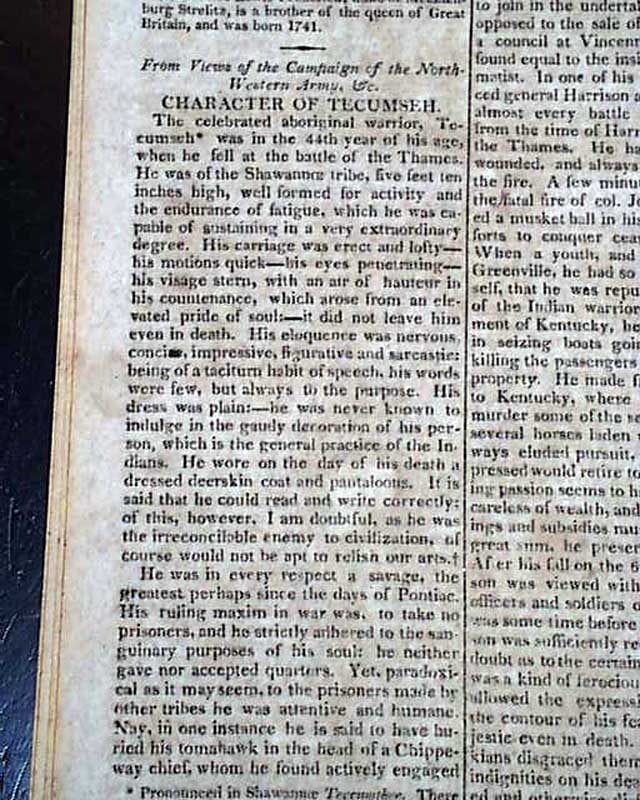 burg Strelitz, is a brother of the queen of Great
Britain, and was born 1741.
From Views of the Campaign of the North-
Western Army, &c.
CHARACTER OF TECUMSEH.
The celebrated aboriginal warrior, Te-
cumseh* was in the 44th year of his age,
when he fell at the battle of the Thames.
He was of the Shawannœ tribe, five feet ten
inches high, well formed for activity and
the endurance of fatigue, which he was ca-
pable of sustaining in a very extraordinary
degree. His carriage was erect and lofty—
his motions quick—his eyes penetrating—
his visage stern, with an air of hauteur in
his countenance, which arose from an ele-
vated pride of soul:—it did not leave him
even in death. His eloquence was nervous,
concise, impressive, figurative and sarcastic:
being of a taciturn habit of speech, his words
were few, but always to the purpose. His
dress was plain:—he was never known to
indulge in the gaudy decoration of his per-
son, which is the general practice of the In-
dians. He wore on the day of his death a
dressed deerskin coat and pantaloons. It is
said that he could read and write correctly:
of this, however, I am doubtful, as he was
the irreconcilable enemy to civilization, of
course would not be apt to relish our arts.†
He was in every respect a savage, the
greatest perhaps since the days of Pontiac.
His ruling maxim in war was, to take no
prisoners, and he strictly adhered to the san-
guinary purposes of his soul: he neither
gave nor accepted quarters. Yet, paradoxi-
cal as it may seem, to the prisoners made by
other tribes he was attentive and humane.
Nay, in one instance he is said to have bu-
ried his tomahawk in the head of a Chippe-
way chief, whom he found actively engaged
* Pronounced in Shawannœ Tecumthee. There
to join in the underta
opposed to the sale o
a council at Vincenn
found equal to the insi
matist. In one of his
ced general Harrison a
almost every battle
from the time of Harm
the Thames. He ha
wounded, and always
the fire. A few minu
the fatal fire of col. Jo
ed a musket ball in his
forts to conquer ceas
When a youth, and
Greenville, he had so
self, that he was repu
of the Indian warrior
ment of Kentucky, he
in seizing boats goin
killing the passengers
property. He made f
to Kentucky, where
murder some of the se
several horses laden
ways eluded pursuit,
pressed would retire to
ing passion seems to h
careless of wealth, and
ings and subsidies mu
great sum, he preser
After his fall on the 5
son was viewed with
officers and soldiers o
was some time before
son was sufficiently re
doubt as to the certain
was a kind of ferociou
allowed the express
the contour of his fea
jestic even in death.
kians disgraced them
indignities on his de